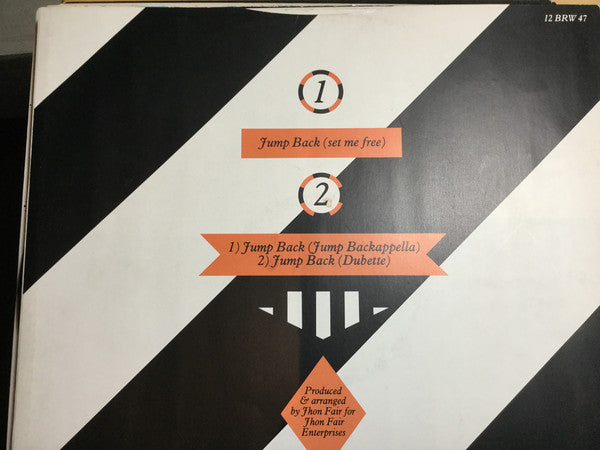 12 BRW 47
1
Jump Back (set me free)
2
1) Jump Back (Jump Backappella)
2) Jump Back (Dubette)
Produced
& arranged
by Jhon Fair for
Jhon Fair
Enterprises